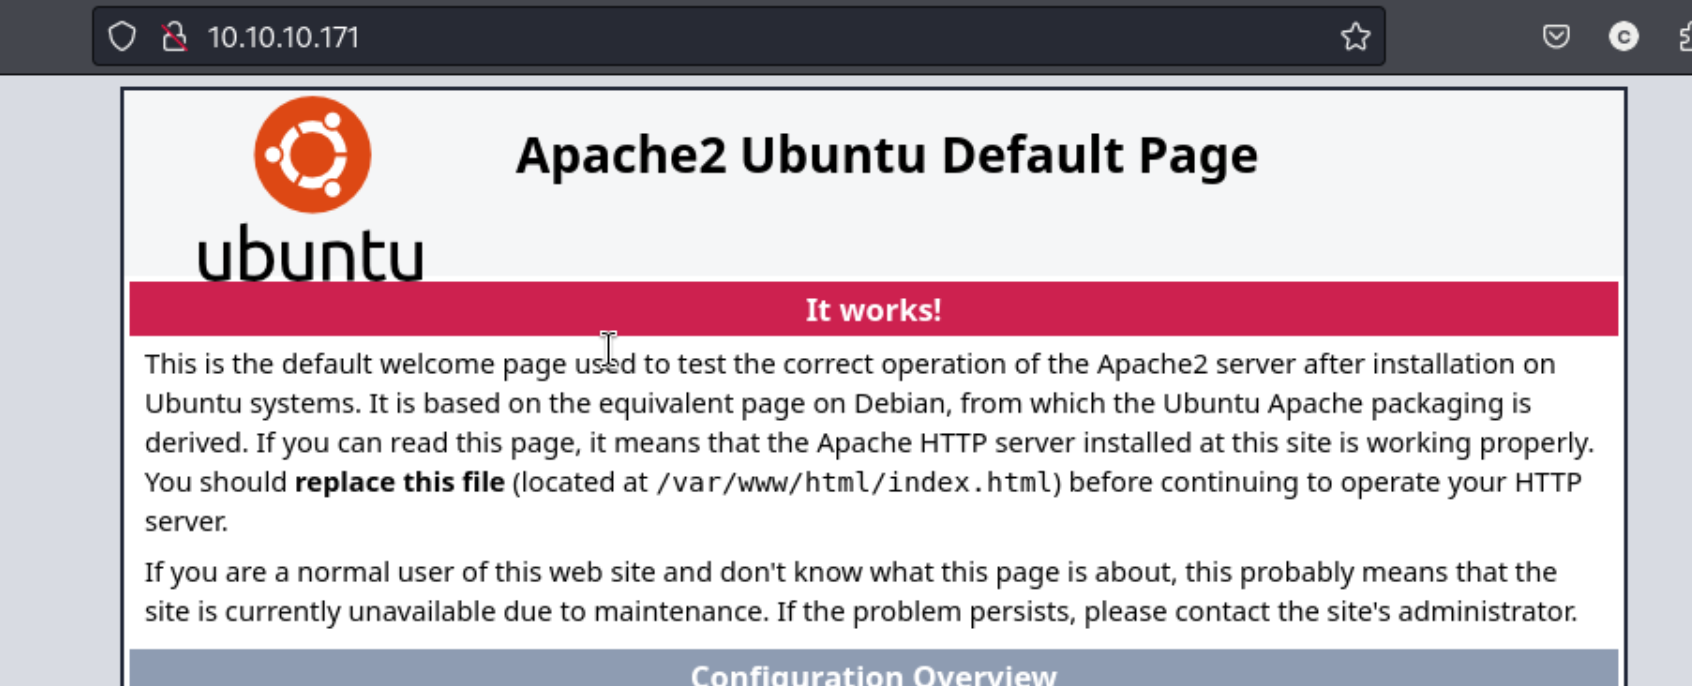 10.10.10.171
Apache2 Ubuntu Default Page
ubuntu
It works!
This is the default welcome page used to test the correct operation of the Apache2 server after installation on
Ubuntu systems. It is based on the equivalent page on Debian, from which the Ubuntu Apache packaging is
derived. If you can read this page, it means that the Apache HTTP server installed at this site is working properly.
You should replace this file (located at /var/www/html/index.html) before continuing to operate your HTTP
server.
If you are a normal user of this web site and don't know what this page is about, this probably means that the
site is currently unavailable due to maintenance. If the problem persists, please contact the site's administrator.
Configuration Overview